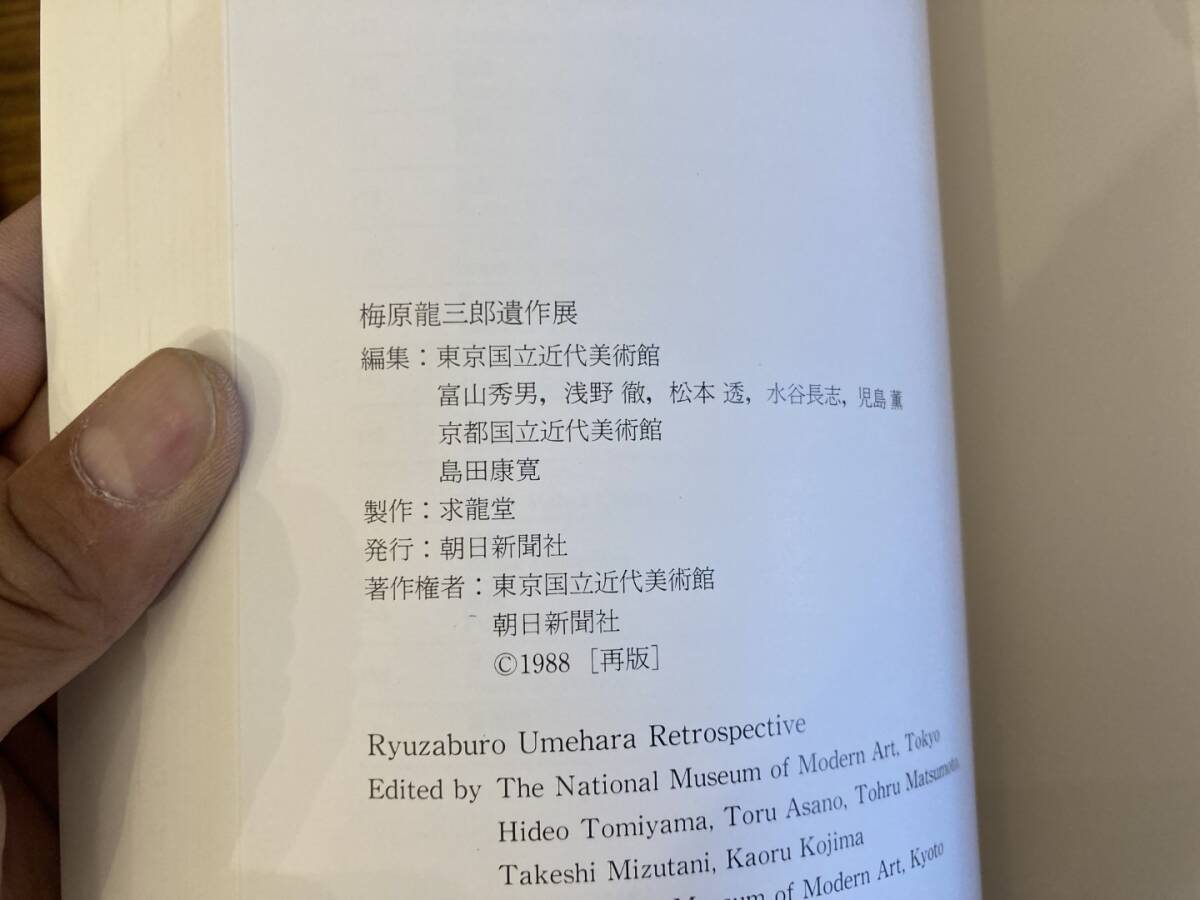 梅原龍三郎遺作展
編集：東京国立近代美術館
富山秀男，浅野 徹，松本 透，水谷長志，児島 薫
京都国立近代美術館
島田康寛
製作：求龍堂
発行：朝日新聞社
著作権者：東京国立近代美術館
朝日新聞社
©1988 ［再版］
Ryuzaburo Umehara Retrospective
Edited by The National Museum of Modern Art, Tokyo
Hideo Tomiyama, Toru Asano, Tohru Matsumoto
Takeshi Mizutani, Kaoru Kojima
Museum of Modern Art, Kyoto